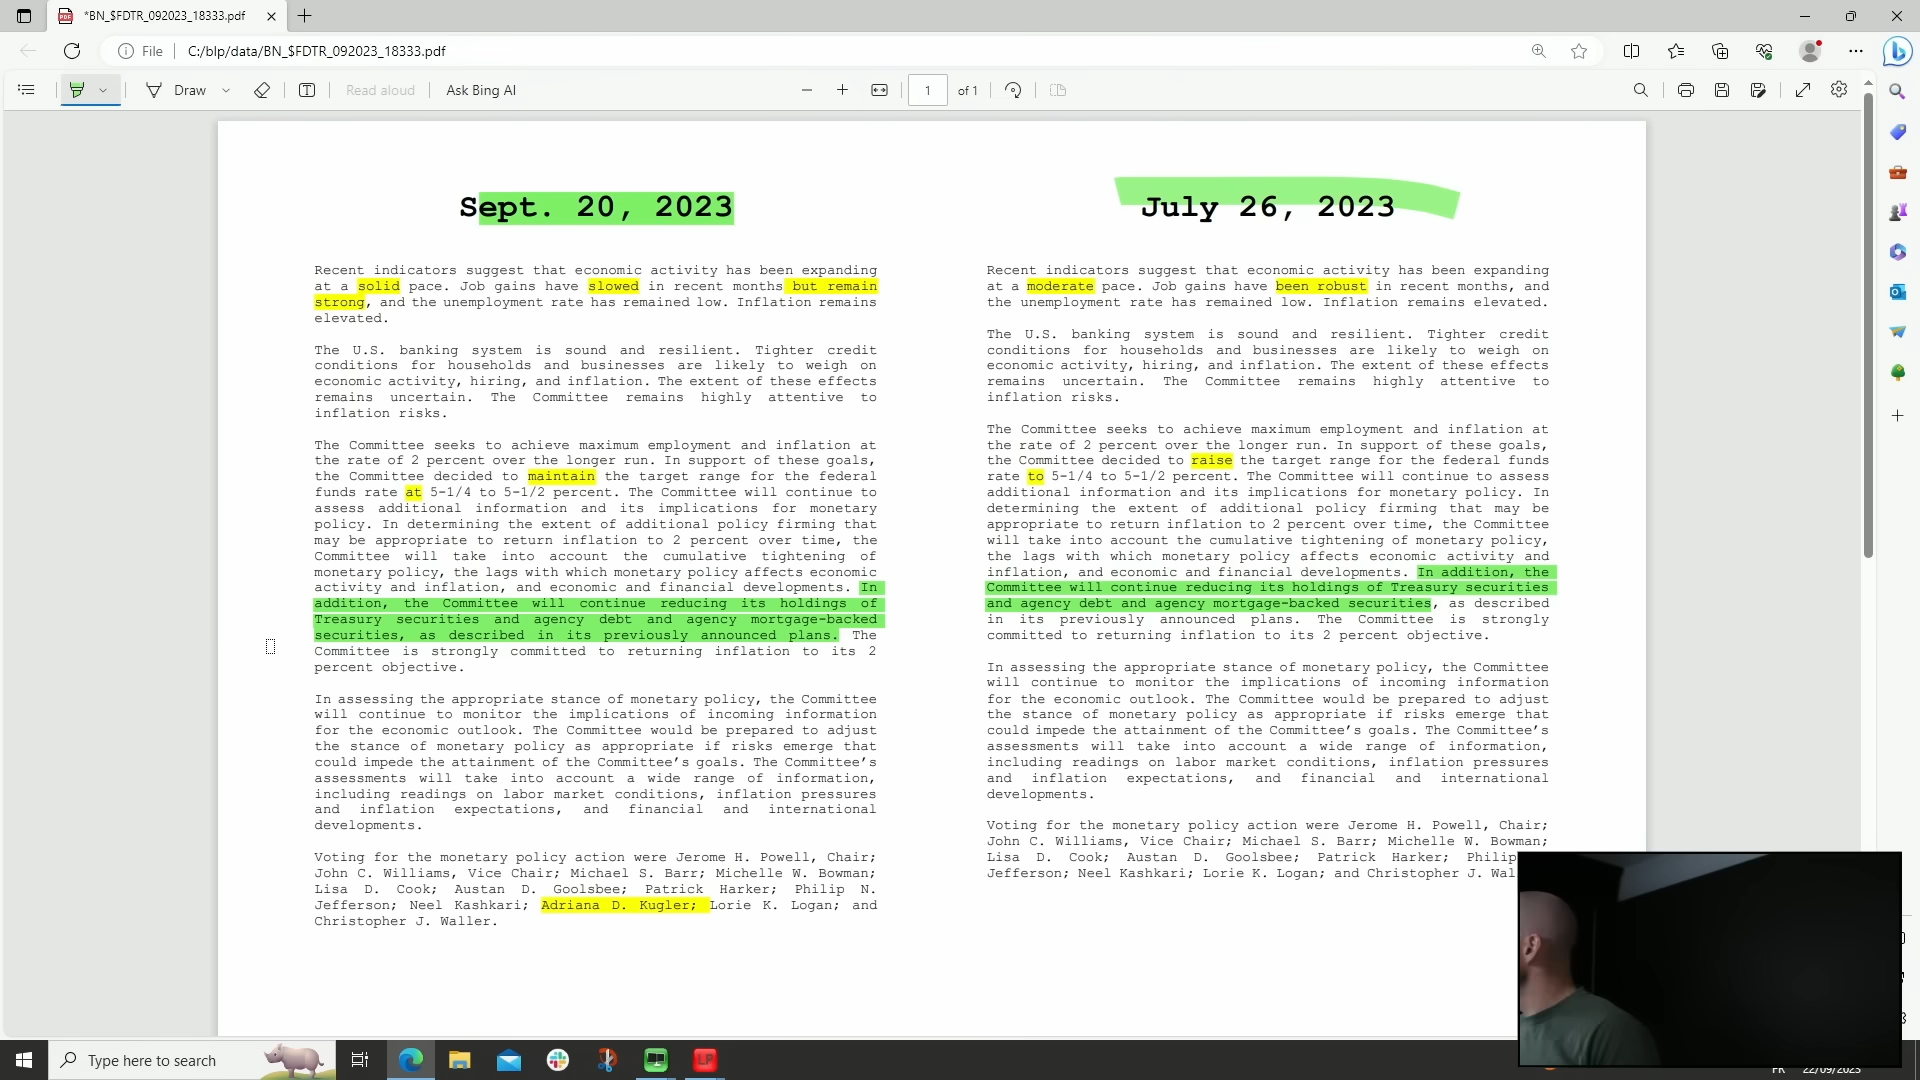 *BN_$FDTR_092023_18333.pdf
File
C:/blp/data/BN_$FDTR_092023_18333.pdf
Draw
Read aloud
Ask Bing AI
1
of 1
Sept. 20, 2023
Recent indicators suggest that economic activity has been expanding
at a solid pace. Job gains have slowed in recent months but remain
strong, and the unemployment rate has remained low. Inflation remains
elevated.
The U.S. banking system is sound and resilient. Tighter credit
conditions for households and businesses are likely to weigh on
economic activity, hiring, and inflation. The extent of these effects
remains uncertain. The Committee remains highly attentive to
inflation risks.
The Committee seeks to achieve maximum employment and inflation at
the rate of 2 percent over the longer run. In support of these goals,
the Committee decided to maintain the target range for the federal
funds rate at 5-1/4 to 5-1/2 percent. The Committee will continue to
assess additional information and its implications for monetary
policy. In determining the extent of additional policy firming that
may be appropriate to return inflation to 2 percent over time, the
Committee will take into account the cumulative tightening of
monetary policy, the lags with which monetary policy affects economic
activity and inflation, and economic and financial developments. In
addition, the Committee will continue reducing its holdings of
Treasury securities and agency debt and agency mortgage-backed
securities, as described in its previously announced plans. The
Committee is strongly committed to returning inflation to its 2
percent objective.
In assessing the appropriate stance of monetary policy, the Committee
will continue to monitor the implications of incoming information
for the economic outlook. The Committee would be prepared to adjust
the stance of monetary policy as appropriate if risks emerge that
could impede the attainment of the Committee's goals. The Committee's
assessments will take into account a wide range of information,
including readings on labor market conditions, inflation pressures
and inflation expectations, and financial and international
developments.
Voting for the monetary policy action were Jerome H. Powell, Chair;
John C. Williams, Vice Chair; Michael S. Barr; Michelle W. Bowman;
Lisa D. Cook; Austan D. Goolsbee; Patrick Harker; Philip N.
Jefferson; Neel Kashkari; Adriana D. Kugler; Lorie K. Logan; and
Christopher J. Waller.
July 26, 2023
Recent indicators suggest that economic activity has been expanding
at a moderate pace. Job gains have been robust in recent months, and
the unemployment rate has remained low. Inflation remains elevated.
The U.S. banking system is sound and resilient. Tighter credit
conditions for households and businesses are likely to weigh on
economic activity, hiring, and inflation. The extent of these effects
remains uncertain. The Committee remains highly attentive to
inflation risks.
The Committee seeks to achieve maximum employment and inflation at
the rate of 2 percent over the longer run. In support of these goals,
the Committee decided to raise the target range for the federal funds
rate to 5-1/4 to 5-1/2 percent. The Committee will continue to assess
additional information and its implications for monetary policy. In
determining the extent of additional policy firming that may be
appropriate to return inflation to 2 percent over time, the Committee
will take into account the cumulative tightening of monetary policy,
the lags with which monetary policy affects economic activity and
inflation, and economic and financial developments. In addition, the
Committee will continue reducing its holdings of Treasury securities
and agency debt and agency mortgage-backed securities, as described
in its previously announced plans. The Committee is strongly
committed to returning inflation to its 2 percent objective.
In assessing the appropriate stance of monetary policy, the Committee
will continue to monitor the implications of incoming information
for the economic outlook. The Committee would be prepared to adjust
the stance of monetary policy as appropriate if risks emerge that
could impede the attainment of the Committee's goals. The Committee's
assessments will take into account a wide range of information,
including readings on labor market conditions, inflation pressures
and inflation expectations, and financial and international
developments.
Voting for the monetary policy action were Jerome H. Powell, Chair;
John C. Williams, Vice Chair; Michael S. Barr; Michelle W. Bowman;
Lisa D. Cook; Austan D. Goolsbee; Patrick Harker; Philip
Jefferson; Neel Kashkari; Lorie K. Logan; and Christopher J. Wal
Type here to search
LP
FR
22/09/2023